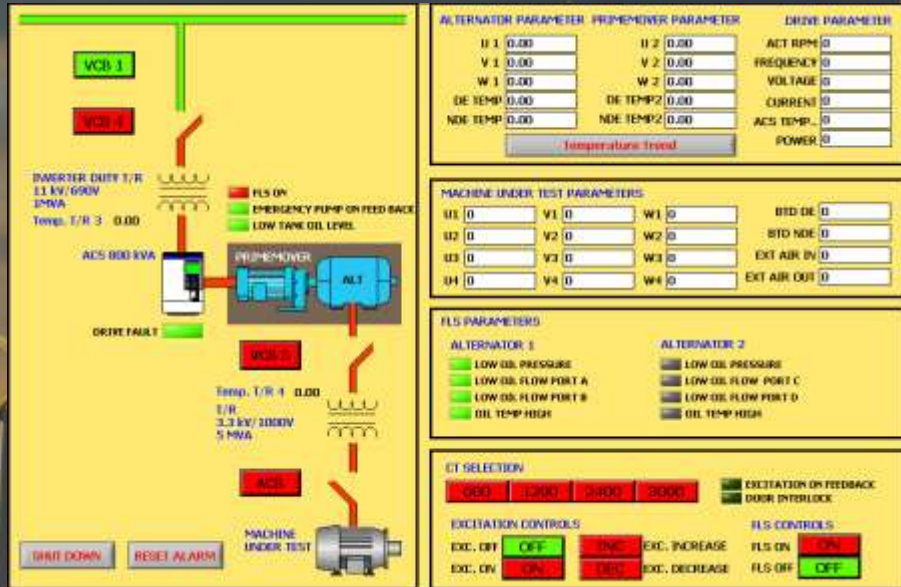 VCB 1
VCB 4
INVERTER DUTY T/R
11 kV/690V
1MVA
Temp. T/R 3 0.00
FLS ON
EMERGENCY PUMP ON FEED BACK
LOW TANK OIL LEVEL
ACS 800 kVA
PRIMEMOVER
ALT
DRIVE FAULT
Temp. T/R 4 0.00
T/R
3.3 kV/1000V
5 MVA
ACB
MACHINE
UNDER TEST
SHUT DOWN RESET ALARM
ALTERNATOR PARAMETER PRIMEMOVER PARAMETER DRIVE PARAMETER
U 1 0.00 U 2 0.00 ACT RPM 0
V 1 0.00 V 2 0.00 FREQUENCY 0
W 1 0.00 W 2 0.00 VOLTAGE 0
DE TEMP 0.00 DE TEMP2 0.00 CURRENT 0
NDE TEMP 0.00 NDE TEMP2 0.00 ACS TEMP... 0
Temperature trend POWER 0
MACHINE UNDER TEST PARAMETERS
U1 0 V1 0 W1 0 BTD DE 0
U2 0 V2 0 W2 0 BTD NDE 0
U3 0 V3 0 W3 0 EXT AIR IN 0
U4 0 V4 0 W4 0 EXT AIR OUT 0
FLS PARAMETERS
ALTERNATOR 1 ALTERNATOR 2
LOW OIL PRESSURE LOW OIL PRESSURE
LOW OIL FLOW PORT A LOW OIL FLOW PORT C
LOW OIL FLOW PORT B LOW OIL FLOW PORT D
OIL TEMP HIGH OIL TEMP HIGH
CT SELECTION
600 1200 2400 3000 EXCITATION ON FEEDBACK
DOOR INTERLOCK
EXCITATION CONTROLS FLS CONTROLS
EXC. OFF OFF INC EXC. INCREASE FLS ON ON
EXC. ON ON DEC EXC. DECREASE FLS OFF OFF